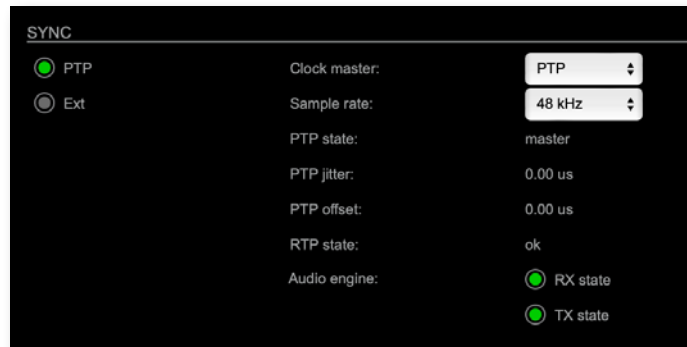 SYNC
PTP Clock master: PTP
Ext Sample rate: 48 kHz
PTP state: master
PTP jitter: 0.00 us
PTP offset: 0.00 us
RTP state: ok
Audio engine: RX state
TX state